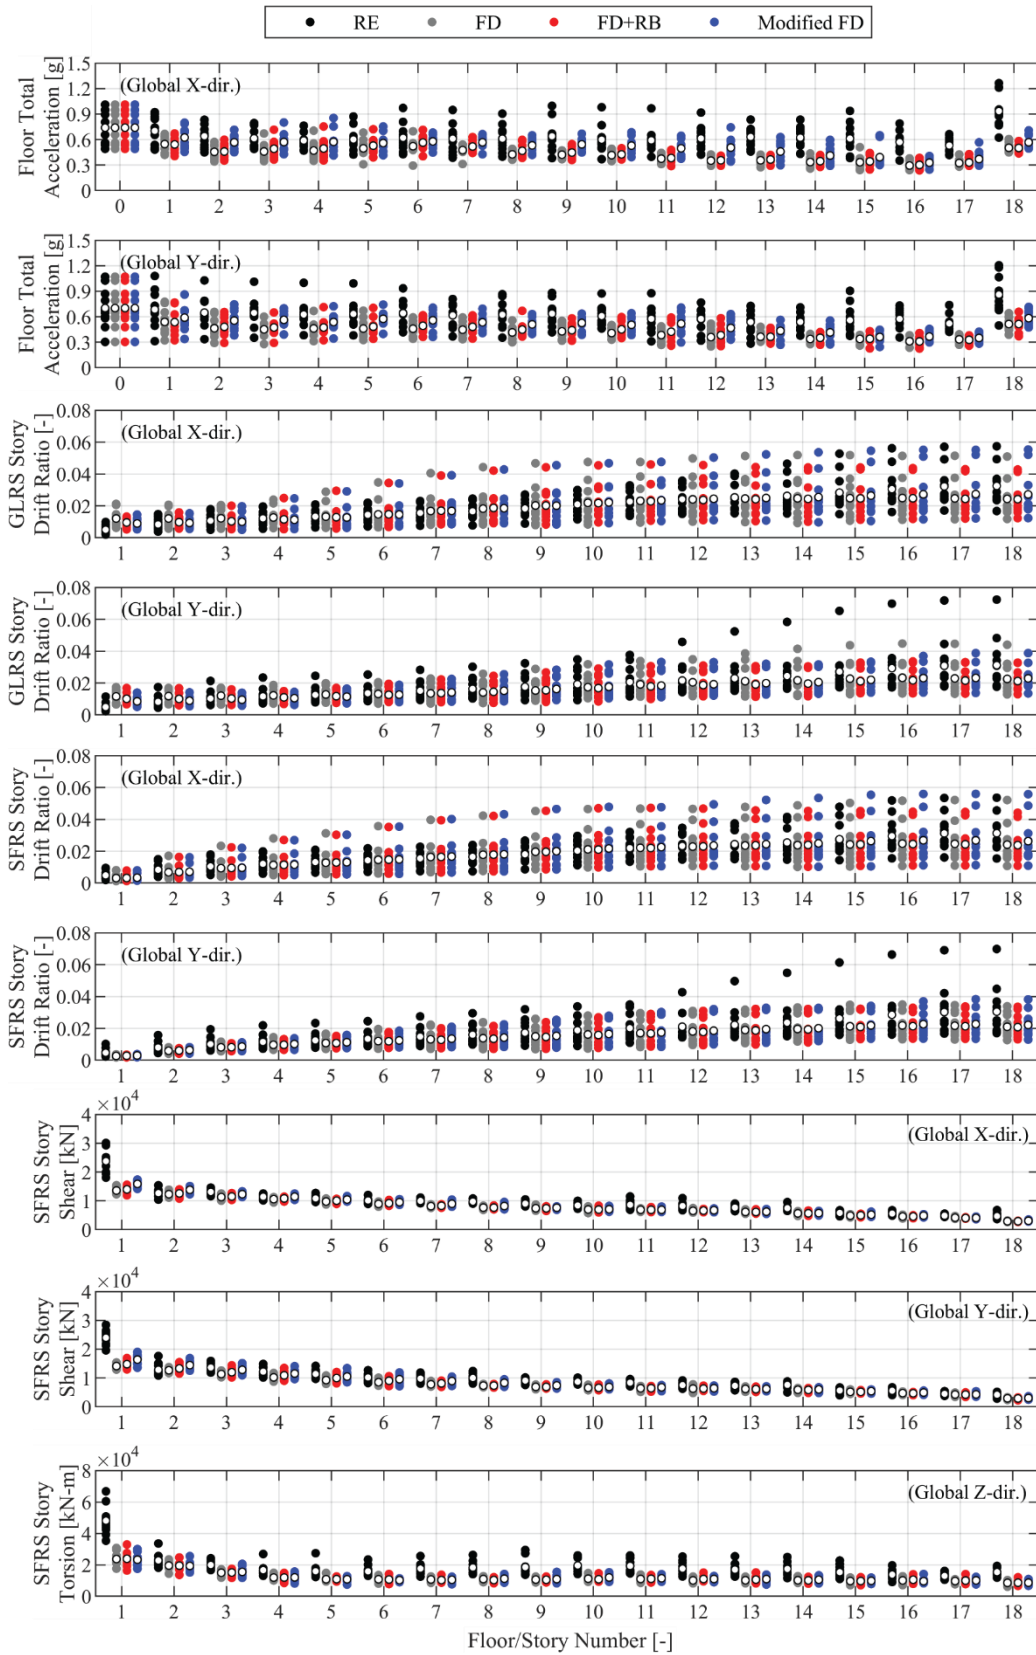 RE FD FD+RB Modified FD
Floor Total
Acceleration [g]
(Global X-dir.)
1.5
1.2
0.9
0.6
0.3
0
0 1 2 3 4 5 6 7 8 9 10 11 12 13 14 15 16 17 18
Floor Total
Acceleration [g]
(Global Y-dir.)
1.5
1.2
0.9
0.6
0.3
0
0 1 2 3 4 5 6 7 8 9 10 11 12 13 14 15 16 17 18
GLRS Story
Drift Ratio [-]
(Global X-dir.)
0.08
0.06
0.04
0.02
0
1 2 3 4 5 6 7 8 9 10 11 12 13 14 15 16 17 18
GLRS Story
Drift Ratio [-]
(Global Y-dir.)
0.08
0.06
0.04
0.02
0
1 2 3 4 5 6 7 8 9 10 11 12 13 14 15 16 17 18
SFRS Story
Drift Ratio [-]
(Global X-dir.)
0.08
0.06
0.04
0.02
0
1 2 3 4 5 6 7 8 9 10 11 12 13 14 15 16 17 18
SFRS Story
Drift Ratio [-]
(Global Y-dir.)
0.08
0.06
0.04
0.02
0
1 2 3 4 5 6 7 8 9 10 11 12 13 14 15 16 17 18
SFRS Story
Shear [kN]
×10⁴
(Global X-dir.)
4
3
2
1
0
1 2 3 4 5 6 7 8 9 10 11 12 13 14 15 16 17 18
SFRS Story
Shear [kN]
×10⁴
(Global Y-dir.)
4
3
2
1
0
1 2 3 4 5 6 7 8 9 10 11 12 13 14 15 16 17 18
SFRS Story
Torsion [kN-m]
×10⁴
(Global Z-dir.)
8
6
4
2
0
1 2 3 4 5 6 7 8 9 10 11 12 13 14 15 16 17 18
Floor/Story Number [-]